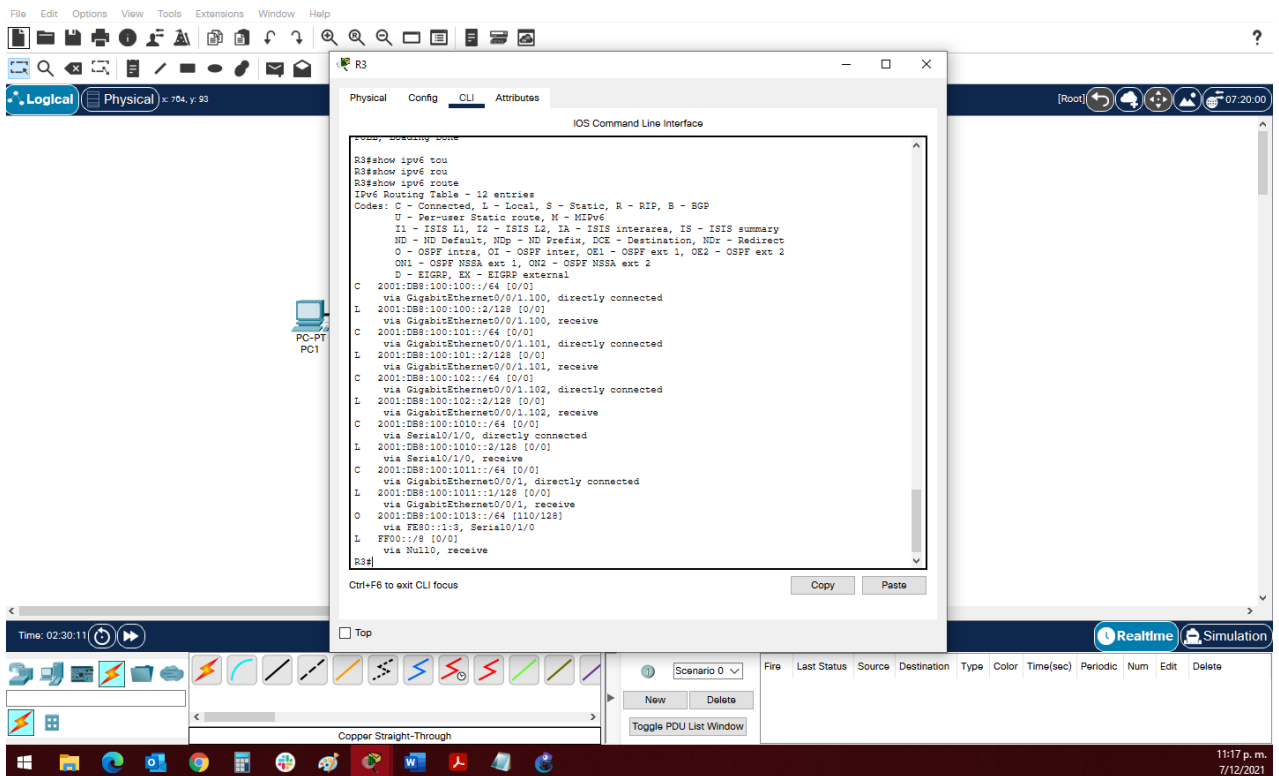 File Edit Options View Tools Extensions Window Help
?
R3
Physical Config CLI Attributes
Logical Physical x: 764, y: 93
[Root] 07:20:00
IOS Command Line Interface
R3#show ipv6 tou
R3#show ipv6 rou
R3#show ipv6 route
IPv6 Routing Table - 12 entries
Codes: C - Connected, L - Local, S - Static, R - RIP, B - BGP
U - Per-user Static route, M - MIPv6
I1 - ISIS L1, I2 - ISIS L2, IA - ISIS interarea, IS - ISIS summary
ND - ND Default, NDp - ND Prefix, DCE - Destination, NDr - Redirect
O - OSPF intra, OI - OSPF inter, OE1 - OSPF ext 1, OE2 - OSPF ext 2
ON1 - OSPF NSSA ext 1, ON2 - OSPF NSSA ext 2
D - EIGRP, EX - EIGRP external
C 2001:DB8:100:100::/64 [0/0]
via GigabitEthernet0/0/1.100, directly connected
L 2001:DB8:100:100::2/128 [0/0]
via GigabitEthernet0/0/1.100, receive
C 2001:DB8:100:101::/64 [0/0]
via GigabitEthernet0/0/1.101, directly connected
L 2001:DB8:100:101::2/128 [0/0]
via GigabitEthernet0/0/1.101, receive
C 2001:DB8:100:102::/64 [0/0]
via GigabitEthernet0/0/1.102, directly connected
L 2001:DB8:100:102::2/128 [0/0]
via GigabitEthernet0/0/1.102, receive
C 2001:DB8:100:1010::/64 [0/0]
via Serial0/1/0, directly connected
L 2001:DB8:100:1010::2/128 [0/0]
via Serial0/1/0, receive
C 2001:DB8:100:1011::/64 [0/0]
via GigabitEthernet0/0/1, directly connected
L 2001:DB8:100:1011::1/128 [0/0]
via GigabitEthernet0/0/1, receive
O 2001:DB8:100:1013::/64 [110/128]
via FE80::1:3, Serial0/1/0
L FF00::/8 [0/0]
via Null0, receive
R3#
PC-PT
PC1
Ctrl+F6 to exit CLI focus
Copy Paste
Top
Time: 02:30:11
Realtime Simulation
Scenario 0
Fire Last Status Source Destination Type Color Time(sec) Periodic Num Edit Delete
New Delete
Toggle PDU List Window
Copper Straight-Through
11:17 p. m.
7/12/2021